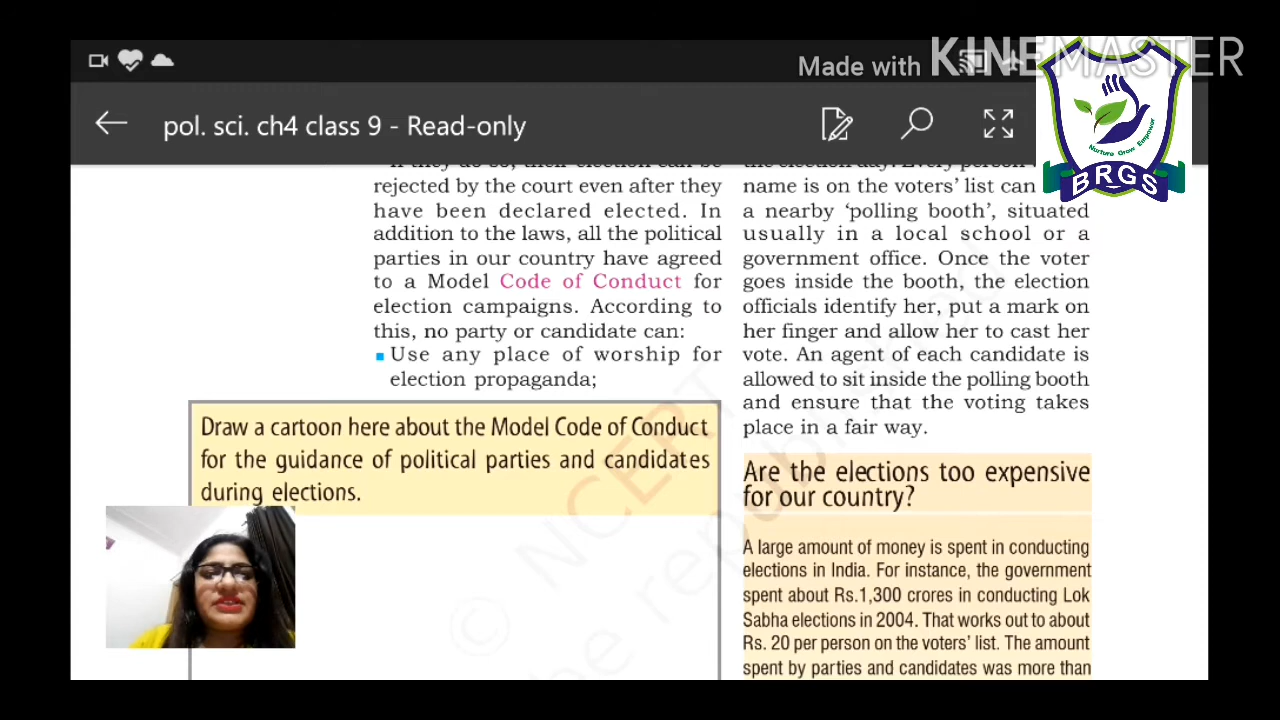 Made with KINEMASTER
pol. sci. ch4 class 9 - Read-only
Nurture Grow Empower
BRGS
rejected by the court even after they
have been declared elected. In
addition to the laws, all the political
parties in our country have agreed
to a Model Code of Conduct for
election campaigns. According to
this, no party or candidate can:
Use any place of worship for
election propaganda;
Draw a cartoon here about the Model Code of Conduct
for the guidance of political parties and candidates
during elections.
name is on the voters' list can
a nearby ‘polling booth’, situated
usually in a local school or a
government office. Once the voter
goes inside the booth, the election
officials identify her, put a mark on
her finger and allow her to cast her
vote. An agent of each candidate is
allowed to sit inside the polling booth
and ensure that the voting takes
place in a fair way.
Are the elections too expensive
for our country?
A large amount of money is spent in conducting
elections in India. For instance, the government
spent about Rs.1,300 crores in conducting Lok
Sabha elections in 2004. That works out to about
Rs. 20 per person on the voters’ list. The amount
spent by parties and candidates was more than
© NCERT
be republished